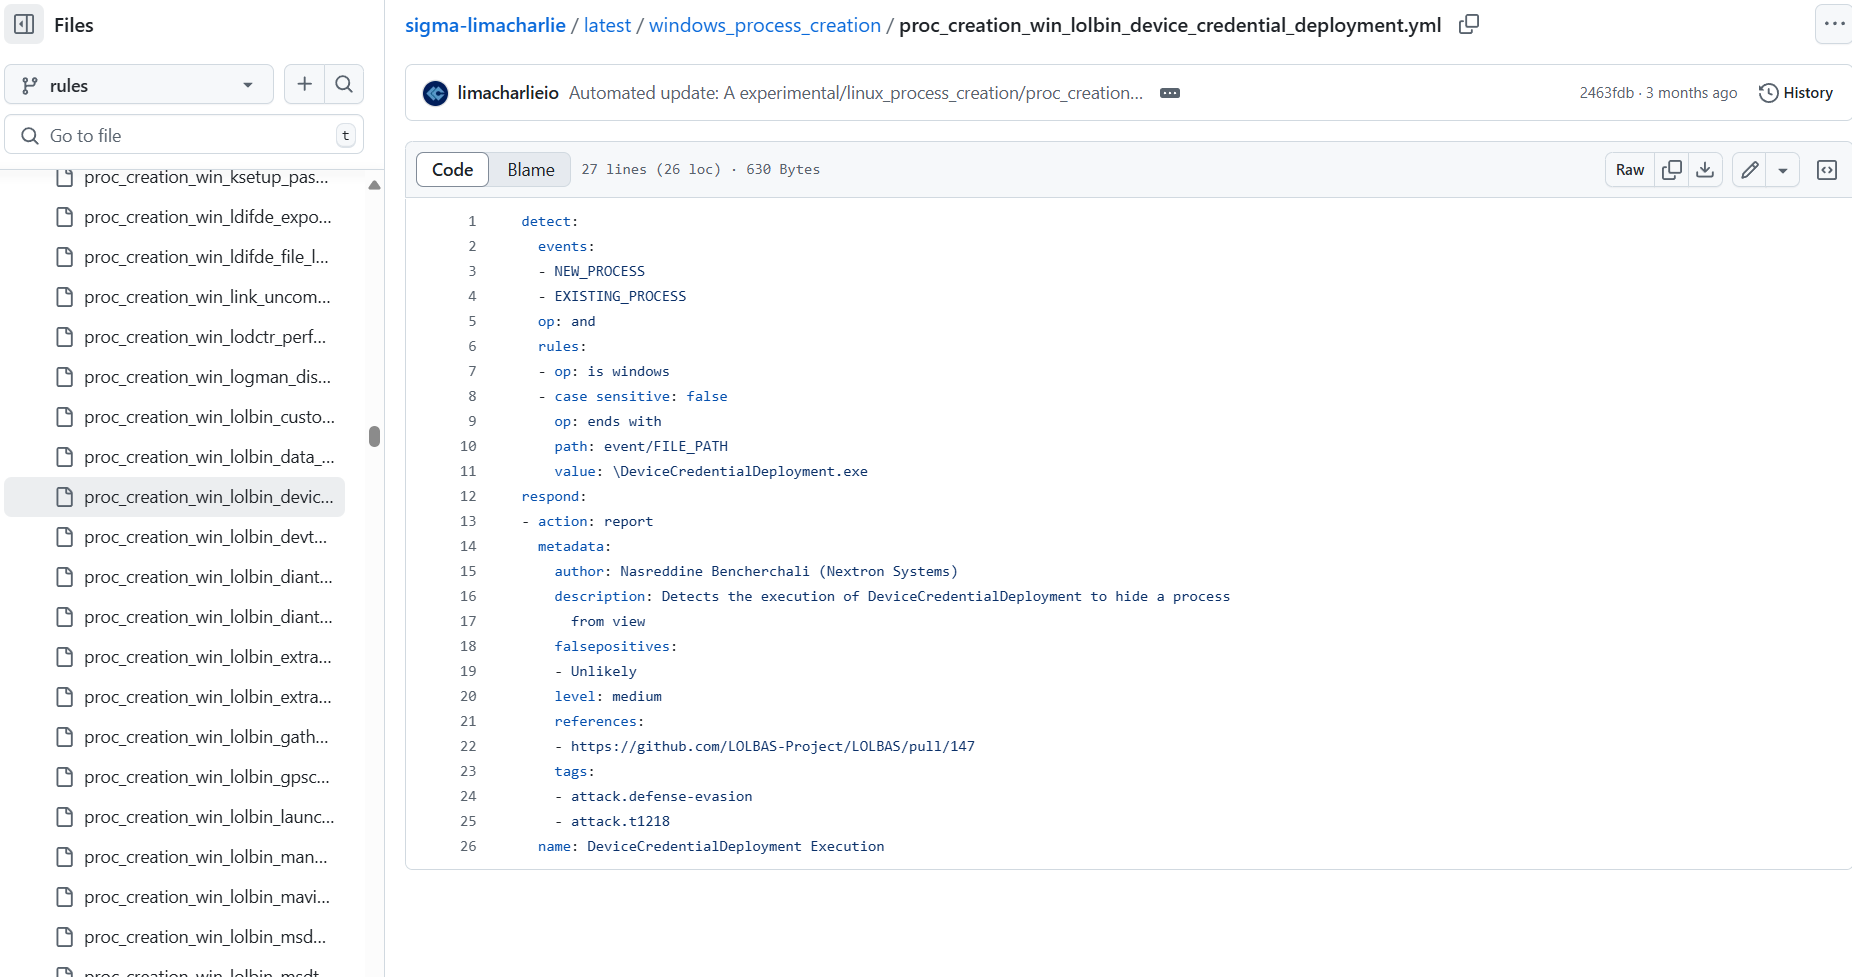 Files
rules
Go to file
t
proc_creation_win_ksetup_pas...
proc_creation_win_ldifde_expo...
proc_creation_win_ldifde_file_l...
proc_creation_win_link_uncom...
proc_creation_win_lodctr_perf...
proc_creation_win_logman_dis...
proc_creation_win_lolbin_custo...
proc_creation_win_lolbin_data_...
proc_creation_win_lolbin_devic...
proc_creation_win_lolbin_devt...
proc_creation_win_lolbin_diant...
proc_creation_win_lolbin_diant...
proc_creation_win_lolbin_extra...
proc_creation_win_lolbin_extra...
proc_creation_win_lolbin_gath...
proc_creation_win_lolbin_gpsc...
proc_creation_win_lolbin_launc...
proc_creation_win_lolbin_man...
proc_creation_win_lolbin_mavi...
proc_creation_win_lolbin_msd...
proc_creation_win_lolbin_msdt...
sigma-limacharlie / latest / windows_process_creation / proc_creation_win_lolbin_device_credential_deployment.yml
limacharlieio Automated update: A experimental/linux_process_creation/proc_creation... 2463fdb · 3 months ago History
Code Blame 27 lines (26 loc) · 630 Bytes Raw
1 detect:
2   events:
3   - NEW_PROCESS
4   - EXISTING_PROCESS
5   op: and
6   rules:
7   - op: is windows
8   - case sensitive: false
9     op: ends with
10     path: event/FILE_PATH
11     value: \DeviceCredentialDeployment.exe
12 respond:
13 - action: report
14   metadata:
15     author: Nasreddine Bencherchali (Nextron Systems)
16     description: Detects the execution of DeviceCredentialDeployment to hide a process
17       from view
18     falsepositives:
19     - Unlikely
20     level: medium
21     references:
22     - https://github.com/LOLBAS-Project/LOLBAS/pull/147
23     tags:
24     - attack.defense-evasion
25     - attack.t1218
26   name: DeviceCredentialDeployment Execution